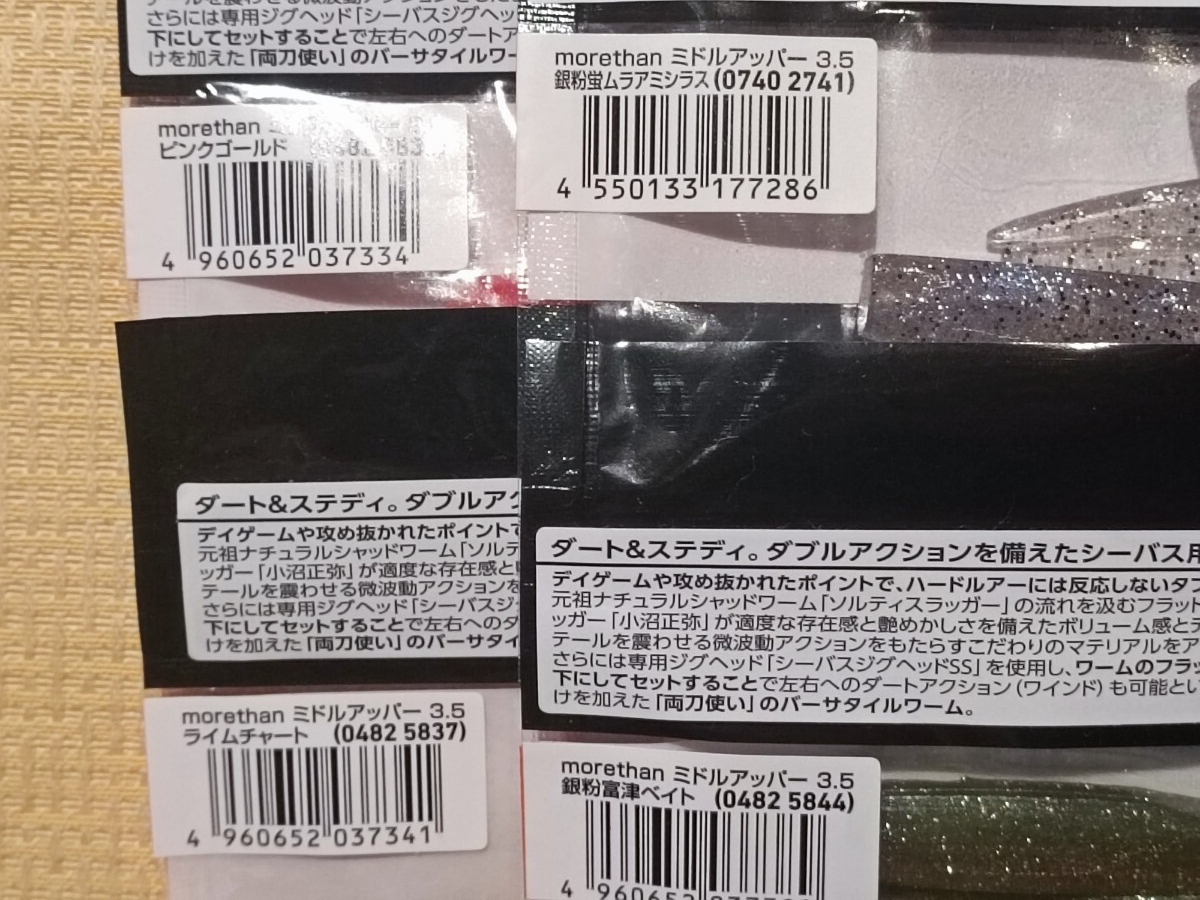 さらには専用ジグヘッド「シーバスジグヘッ
下にしてセットすることで左右へのダートア
けを加えた「両刀使い」のバーサタイルワー
morethan
ピンクゴールド
4 960652 037334
morethan ミドルアッパー 3.5
銀粉蛍ムラアミシラス(0740 2741)
4 550133 177286
ダート&ステディ。ダブルアク
デイゲームや攻め抜かれたポイントで
元祖ナチュラルシャッドワーム「ソルテ
ッガー「小沼正弥」が適度な存在感と
テールを震わせる微波動アクションを
さらには専用ジグヘッド「シーバスジ
下にしてセットすることで左右へのダ
けを加えた「両刀使い」のバーサタイ
morethan ミドルアッパー 3.5
ライムチャート (0482 5837)
4 960652 037341
ダート&ステディ。ダブルアクションを備えたシーバス用
デイゲームや攻め抜かれたポイントで、ハードルアーには反応しないタ
元祖ナチュラルシャッドワーム「ソルティスラッガー」の流れを汲むフラッ
ッガー「小沼正弥」が適度な存在感と艶めかしさを備えたボリューム感と
テールを震わせる微波動アクションをもたらすこだわりのマテリアルをア
さらには専用ジグヘッド「シーバスジグヘッドSS」を使用し、ワームのフラッ
下にしてセットすることで左右へのダートアクション(ワインド)も可能とい
けを加えた「両刀使い」のバーサタイルワーム。
morethan ミドルアッパー 3.5
銀粉富津ベイト (0482 5844)
4 960652